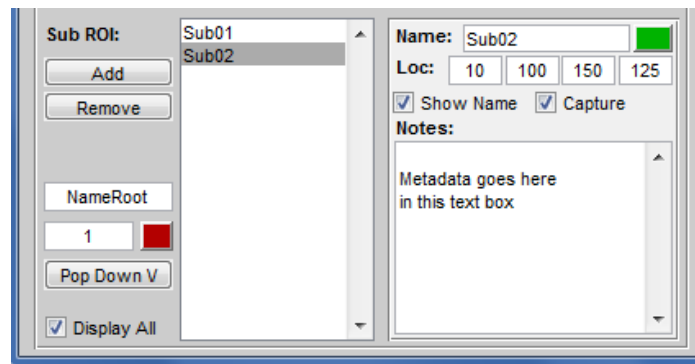 Sub ROI:
Add
Remove
NameRoot
1
Pop Down V
Display All
Sub01
Sub02
Name: Sub02
Loc: 10 100 150 125
Show Name Capture
Notes:
Metadata goes here
in this text box